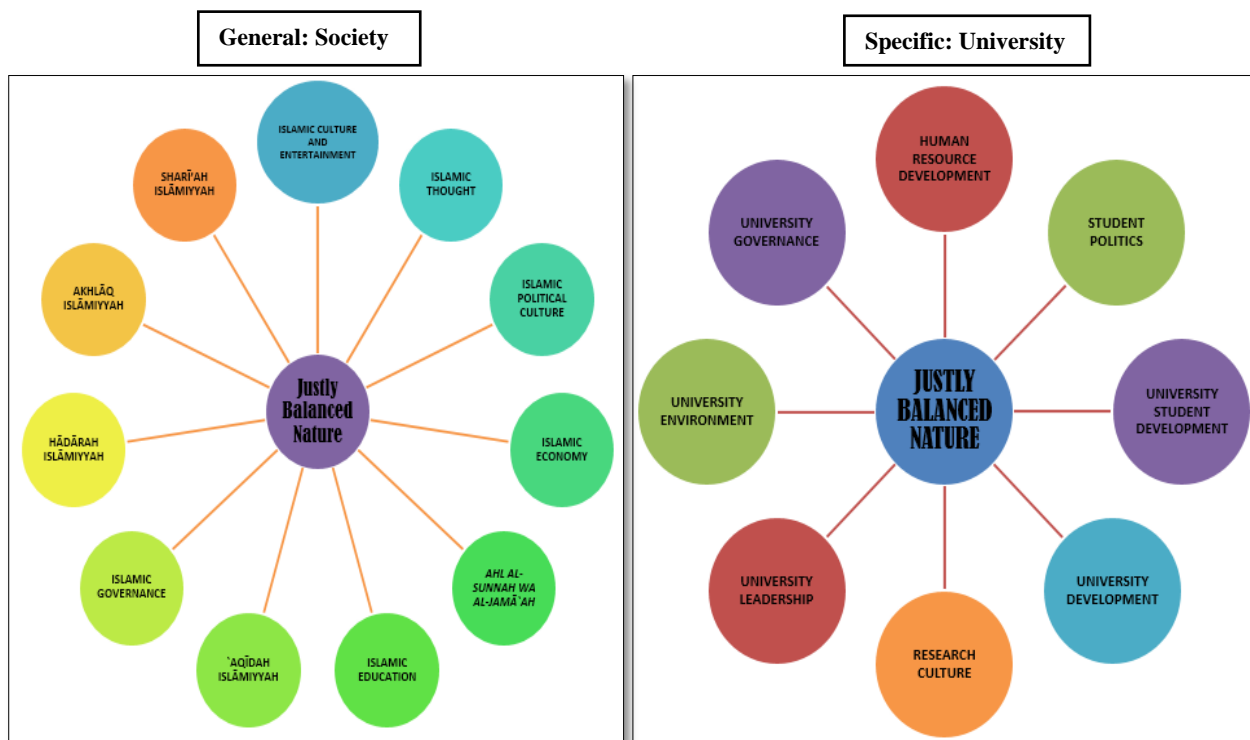 General: Society
Specific: University
ISLAMIC CULTURE
AND
ENTERTAINMENT
ISLAMIC
THOUGHT
ISLAMIC
POLITICAL
CULTURE
ISLAMIC
ECONOMY
AHL AL-
SUNNAH WA
AL-JAMĀ`AH
ISLAMIC
EDUCATION
`AQĪDAH
ISLĀMIYYAH
ISLAMIC
GOVERNANCE
HĀDĀRAH
ISLĀMIYYAH
AKHLĀQ
ISLĀMIYYAH
SHARĪ'AH
ISLĀMIYYAH
Justly
Balanced
Nature
HUMAN
RESOURCE
DEVELOPMENT
STUDENT
POLITICS
UNIVERSITY
STUDENT
DEVELOPMENT
UNIVERSITY
DEVELOPMENT
RESEARCH
CULTURE
UNIVERSITY
LEADERSHIP
UNIVERSITY
ENVIRONMENT
UNIVERSITY
GOVERNANCE
JUSTLY
BALANCED
NATURE